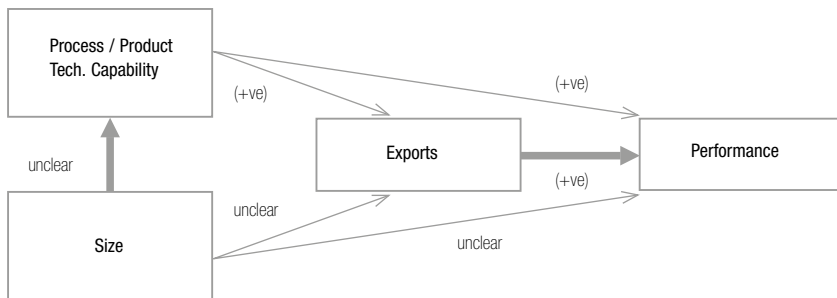 Process / Product
Tech. Capability
(+ve)
(+ve)
Exports
Performance
unclear
(+ve)
unclear
Size
unclear